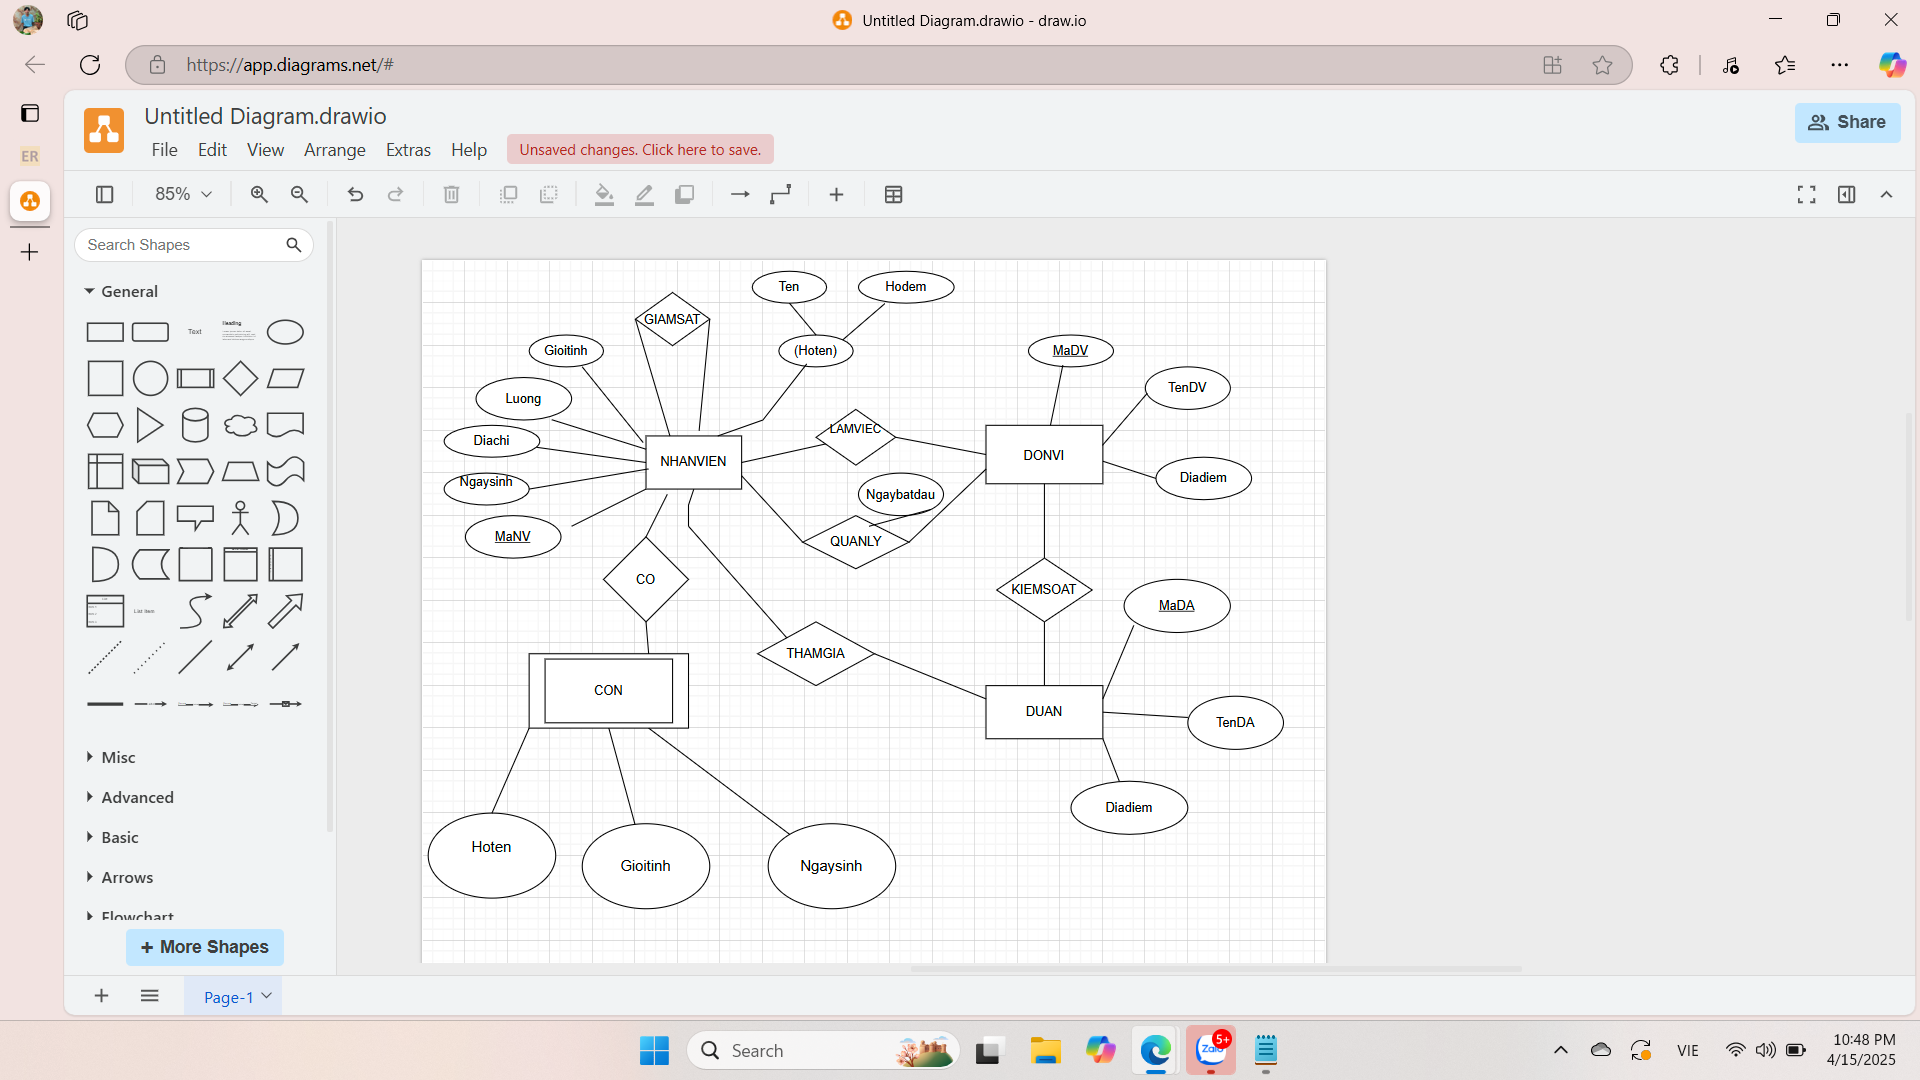 Untitled Diagram.drawio - draw.io
https://app.diagrams.net/#
ER
Untitled Diagram.drawio
File Edit View Arrange Extras Help Unsaved changes. Click here to save.
Share
85%
Search Shapes
General
Text
Heading
List Item
Misc
Advanced
Basic
Arrows
Flowchart
+ More Shapes
Ten
Hodem
GIAMSAT
Gioitinh
(Hoten)
MaDV
TenDV
Luong
LAMVIEC
Diachi
NHANVIEN
DONVI
Ngaysinh
Diadiem
Ngaybatdau
MaNV
QUANLY
CO
KIEMSOAT
MaDA
THAMGIA
CON
DUAN
TenDA
Diadiem
Hoten
Gioitinh
Ngaysinh
Page-1
Search
Zalo
5+
VIE
10:48 PM
4/15/2025